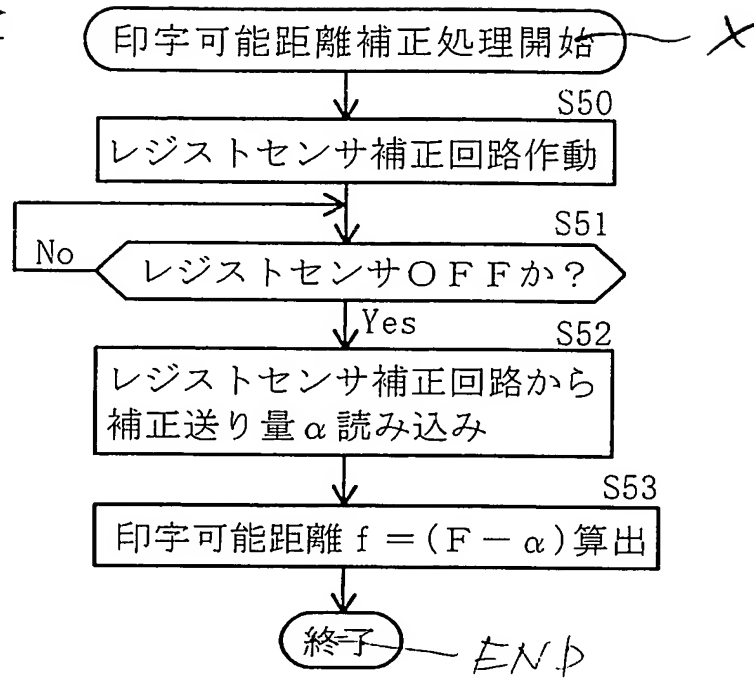 印字可能距離補正処理開始
X
S50
レジストセンサ補正回路作動
S51
No
レジストセンサOFFか?
Yes
S52
レジストセンサ補正回路から
補正送り量α読み込み
S53
印字可能距離f=(F-α)算出
終了
END